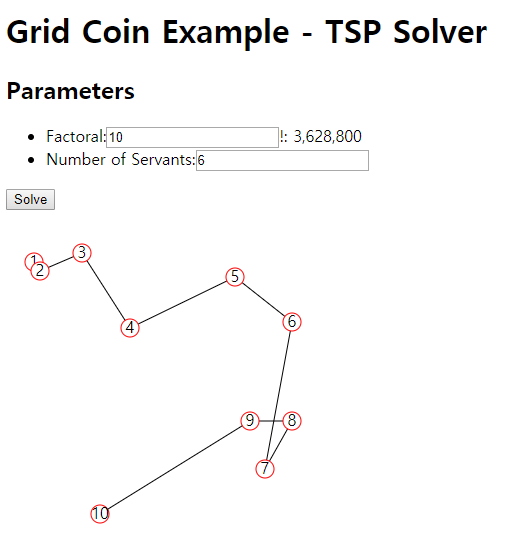 Grid Coin Example - TSP Solver
Parameters
Factoral:10 !: 3,628,800
Number of Servants:6
Solve
1
2
3
4
5
6
9 8
7
10